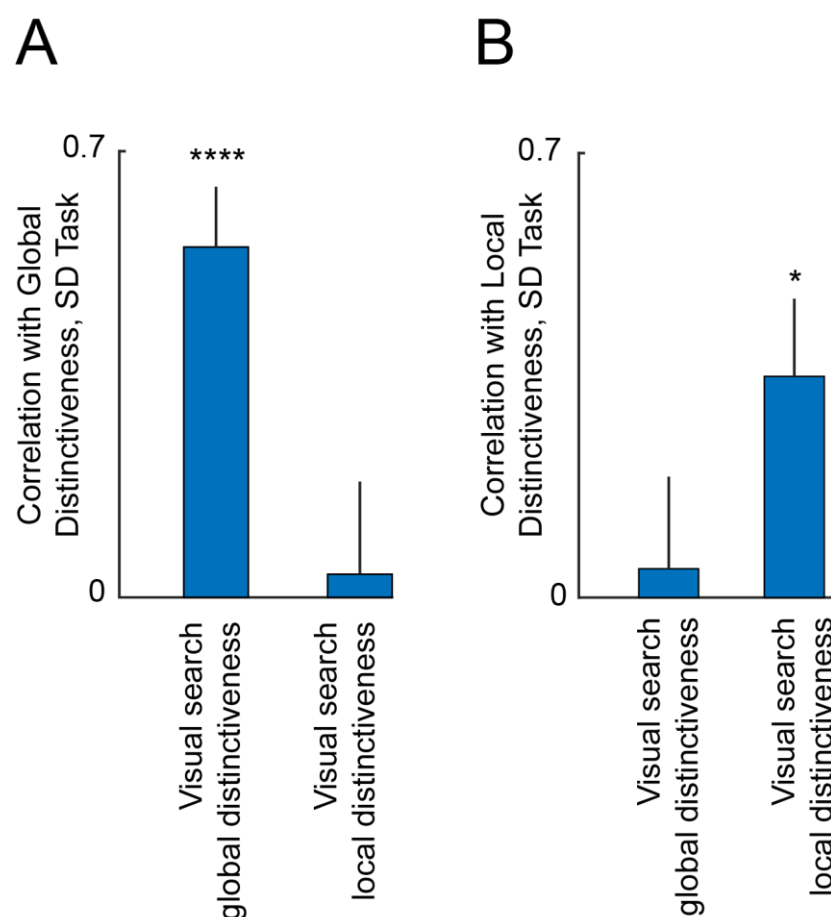 A
B
0.7
****
Correlation with Global
Distinctiveness, SD Task
0
Visual search
global distinctiveness
Visual search
local distinctiveness
0.7
*
Correlation with Local
Distinctiveness, SD Task
0
Visual search
global distinctiveness
Visual search
local distinctiveness